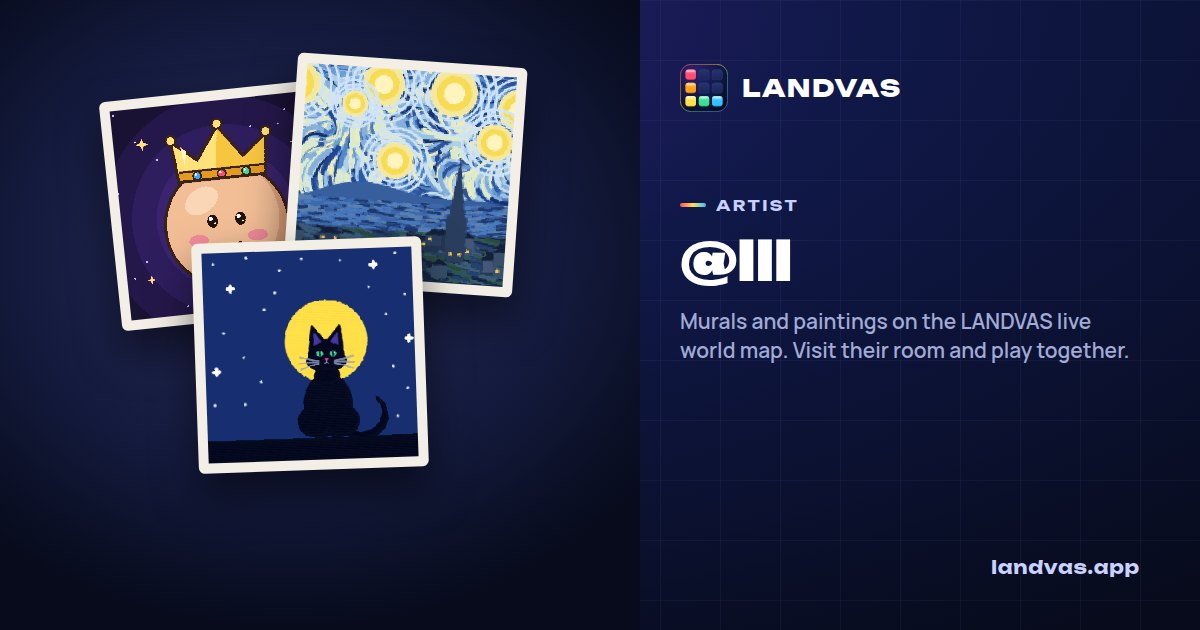 LANDVAS
ARTIST
@lll
Murals and paintings on the LANDVAS live
world map. Visit their room and play together.
landvas.app